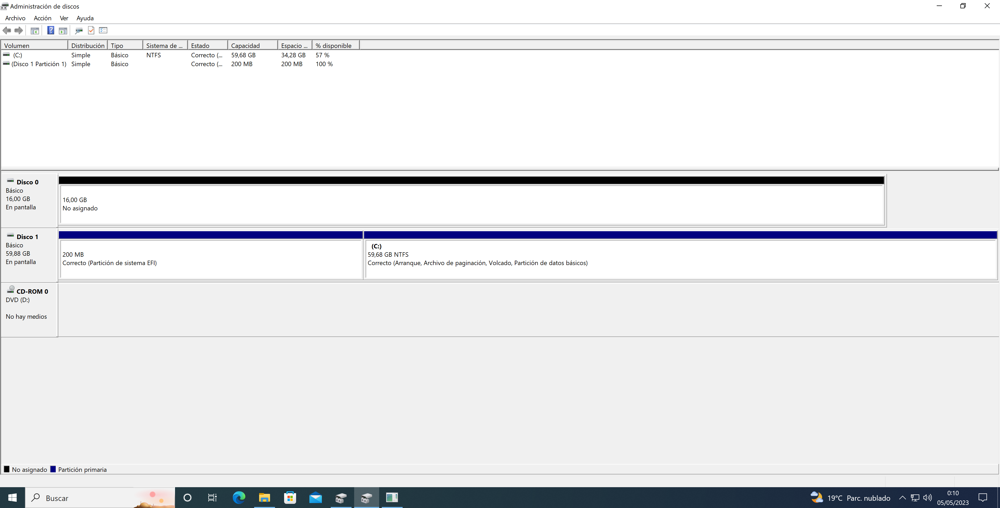 Administración de discos
Archivo Acción Ver Ayuda
Volumen Distribución Tipo Sistema de ... Estado Capacidad Espacio ... % disponible
(C:) Simple Básico NTFS Correcto (... 59,68 GB 34,28 GB 57 %
(Disco 1 Partición 1) Simple Básico Correcto (... 200 MB 200 MB 100 %
Disco 0
Básico
16,00 GB
En pantalla
16,00 GB
No asignado
Disco 1
Básico
59,88 GB
En pantalla
200 MB
Correcto (Partición de sistema EFI)
(C:)
59,68 GB NTFS
Correcto (Arranque, Archivo de paginación, Volcado, Partición de datos básicos)
CD-ROM 0
DVD (D:)
No hay medios
No asignado Partición primaria
Buscar
19°C Parc. nublado
0:10
05/05/2023